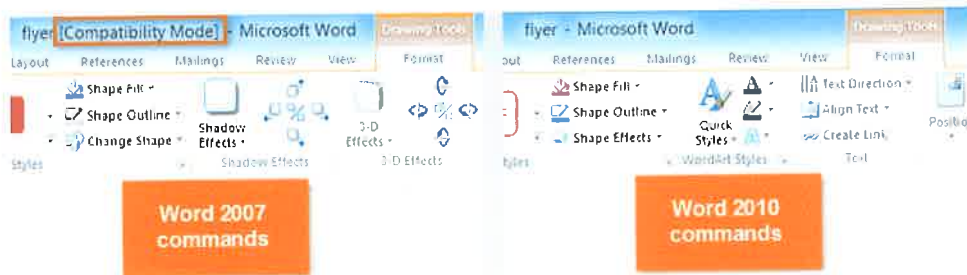 flyer [Compatibility Mode] - Microsoft Word Drawing Tools
Layout References Mailings Review View Format
Shape Fill
Shape Outline
Change Shape
Shadow Effects
3-D Effects
Styles Shadow Effects 3-D Effects
Word 2007
commands
flyer - Microsoft Word Drawing Tools
out References Mailings Review View Format
Shape Fill
Shape Outline
Shape Effects
Quick Styles
Text Direction
Align Text
Create Link
Positio
tyles WordArt Styles Text
Word 2010
commands